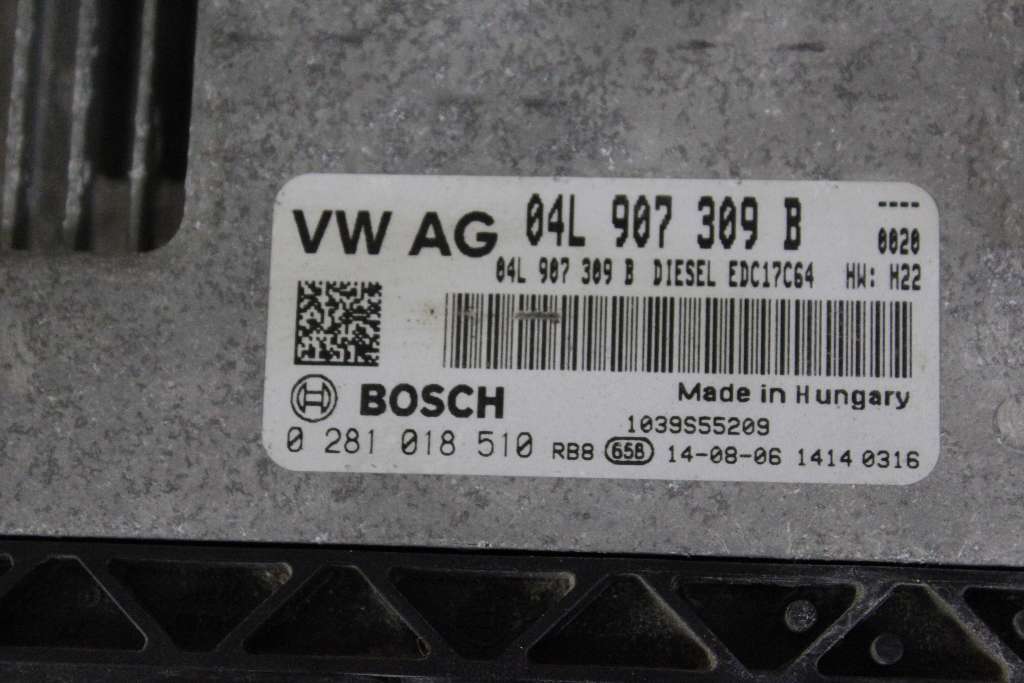 VW AG 04L 907 309 B ----
0020
04L 907 309 B DIESEL EDC17C64 HW: H22
BOSCH
Made in Hungary
1039S55209
0 281 018 510 RB8 658 14-08-06 1414 0316